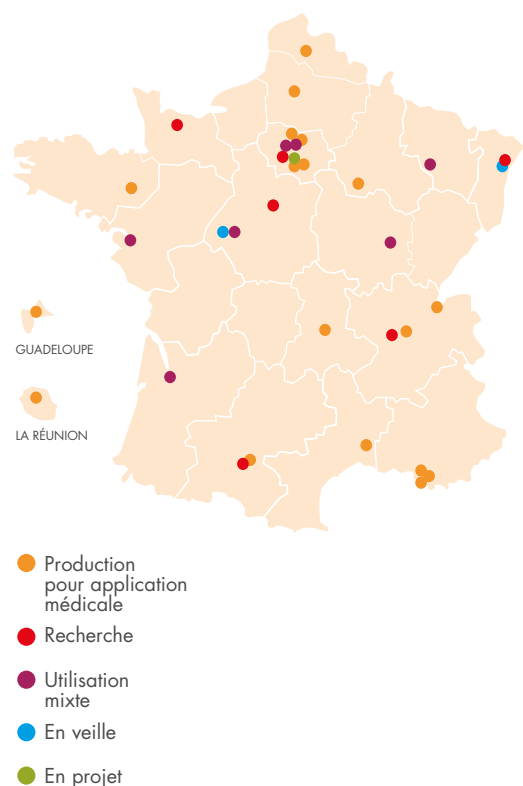 GUADELOUPE
LA RÉUNION
Production
pour application
médicale
Recherche
Utilisation
mixte
En veille
En projet